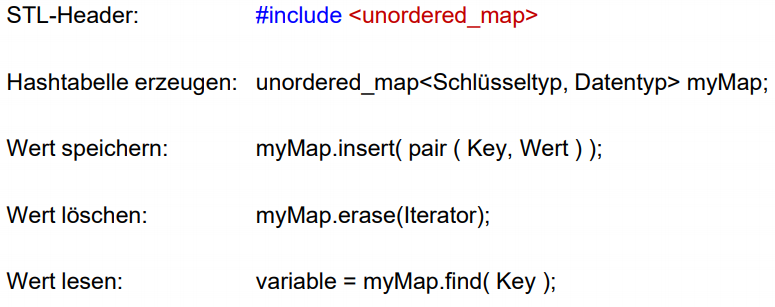 STL-Header: #include <unordered_map>
Hashtabelle erzeugen: unordered_map<Schlüsseltyp, Datentyp> myMap;
Wert speichern: myMap.insert( pair ( Key, Wert ) );
Wert löschen: myMap.erase(Iterator);
Wert lesen: variable = myMap.find( Key );